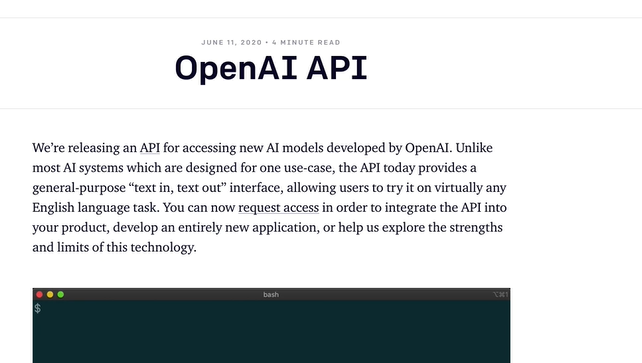 JUNE 11, 2020 • 4 MINUTE READ
OpenAI API
We’re releasing an API for accessing new AI models developed by OpenAI. Unlike
most AI systems which are designed for one use-case, the API today provides a
general-purpose “text in, text out” interface, allowing users to try it on virtually any
English language task. You can now request access in order to integrate the API into
your product, develop an entirely new application, or help us explore the strengths
and limits of this technology.
bash
$